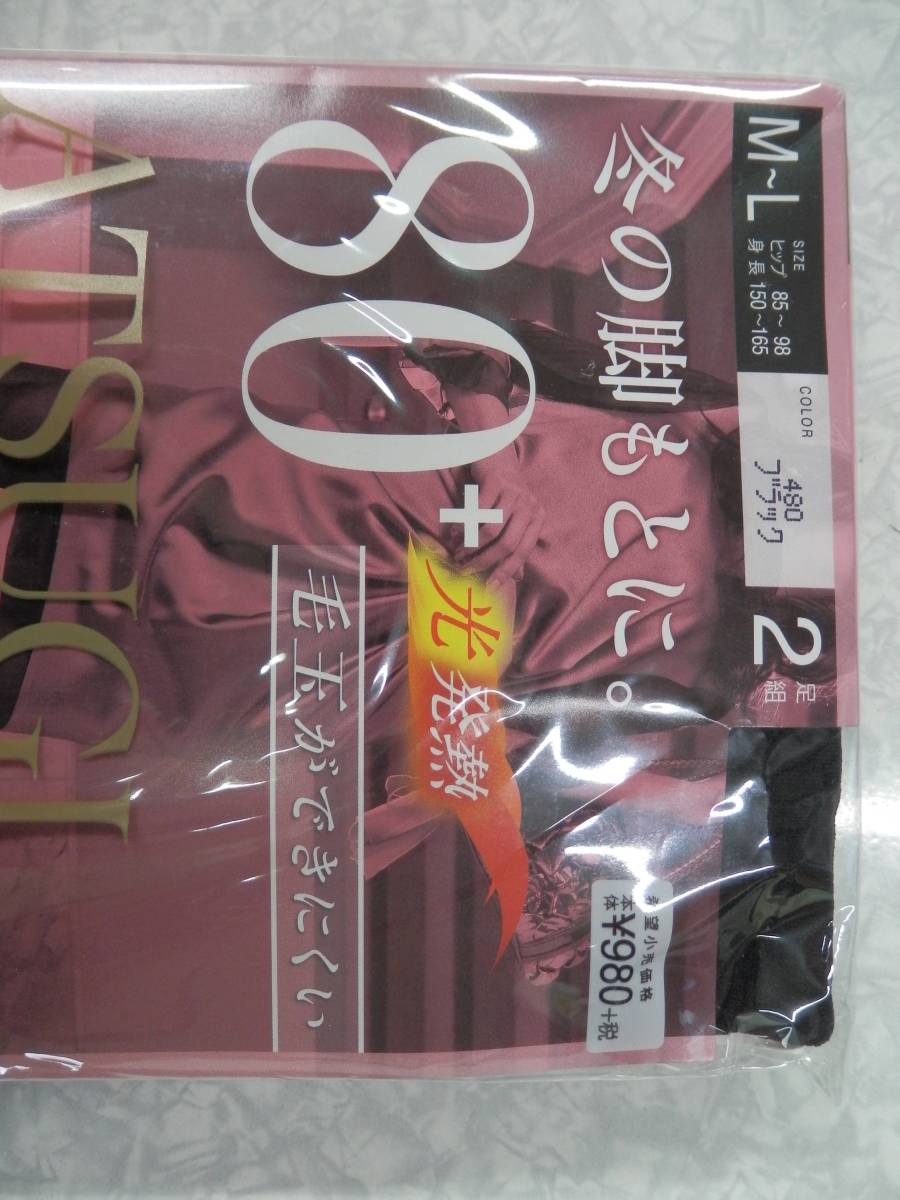 M~L
SIZE
ヒップ 85~98
身長 150~165
COLOR
480
ブラック
2足組
冬の脚もとに。
80+
光発熱
毛玉ができにくい
ATSUGI
希望小売価格
本体¥980+税